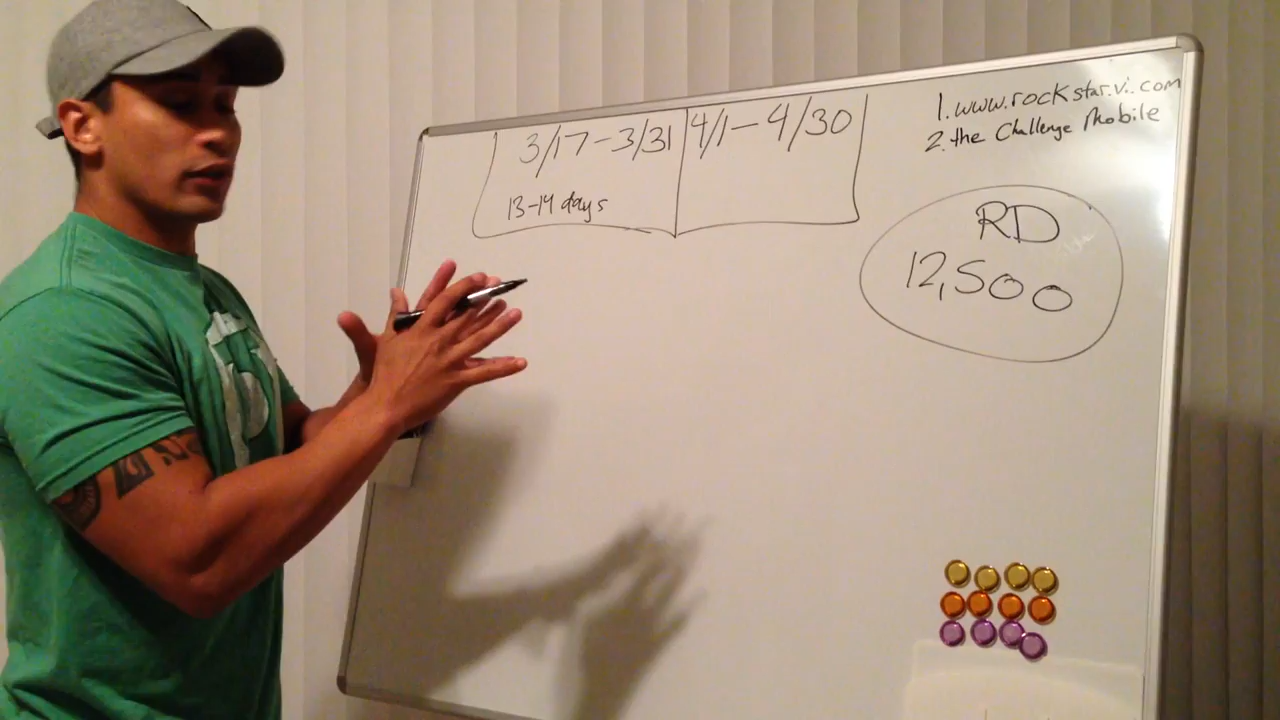 3/17-3/31 4/1-4/30
13-14 days
1. www.rockstar.vi.com
2. the Challenge Mobile
RD
12,500